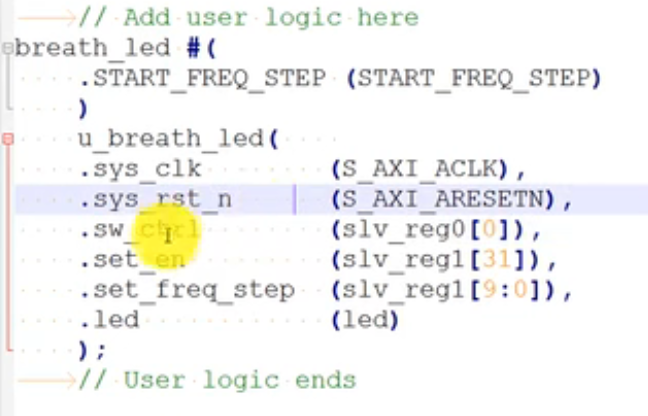 // Add user logic here
breath_led #(
.START_FREQ_STEP (START_FREQ_STEP)
)
u_breath_led(
.sys_clk (S_AXI_ACLK),
.sys_rst_n (S_AXI_ARESETN),
.sw_ctrl (slv_reg0[0]),
.set_en (slv_reg1[31]),
.set_freq_step (slv_reg1[9:0]),
.led (led)
);
// User logic ends